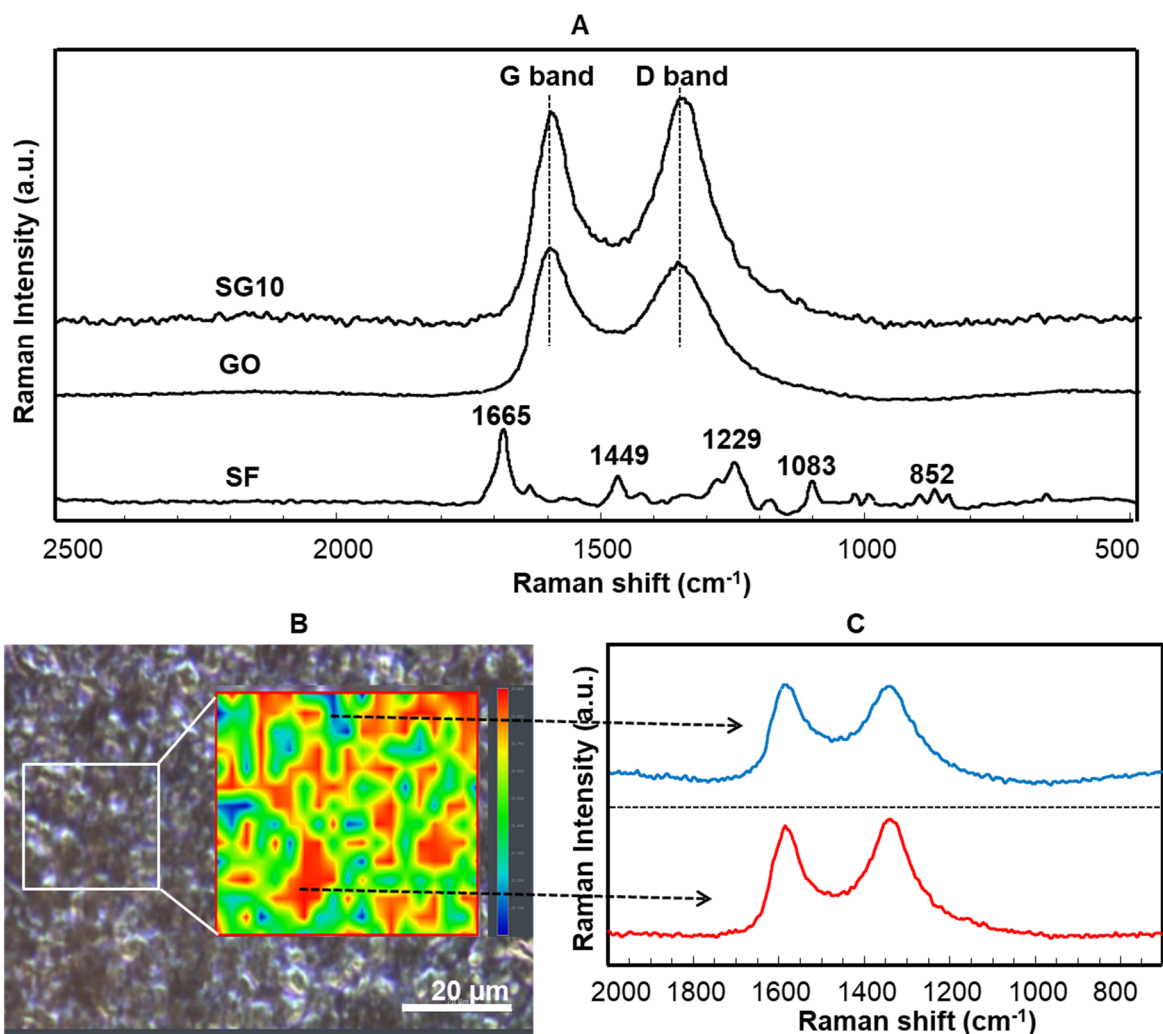 A
G band D band
SG10
GO
1665
1449
1229
1083
852
SF
Raman Intensity (a.u.)
2500 2000 1500 1000 500
Raman shift (cm⁻¹)
B
20 µm
C
Raman Intensity (a.u.)
2000 1800 1600 1400 1200 1000 800
Raman shift (cm⁻¹)